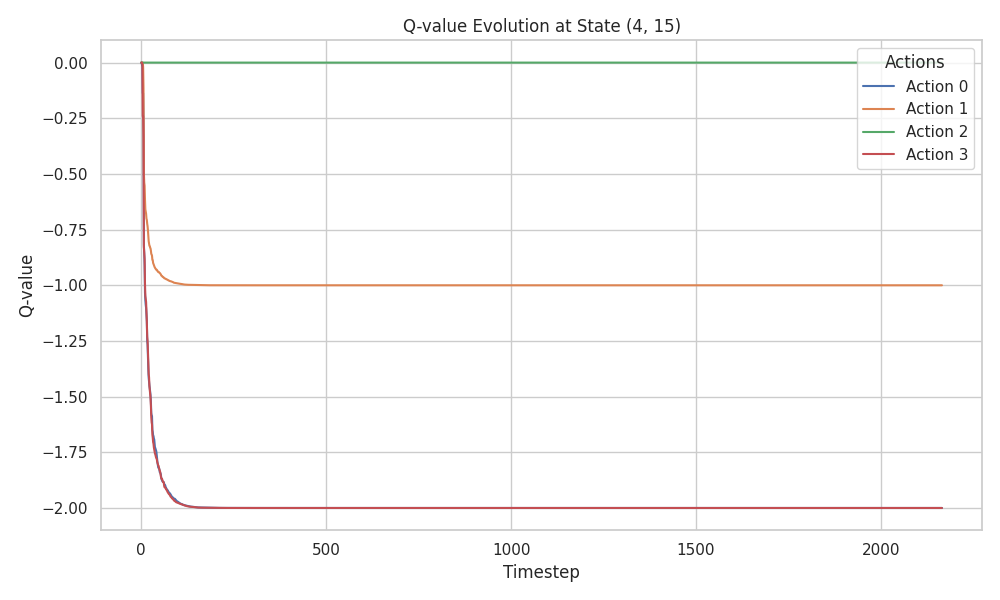 Q-value Evolution at State (4, 15)
Q-value
0.00
−0.25
−0.50
−0.75
−1.00
−1.25
−1.50
−1.75
−2.00
Actions
Action 0
Action 1
Action 2
Action 3
0
500
1000
1500
2000
Timestep